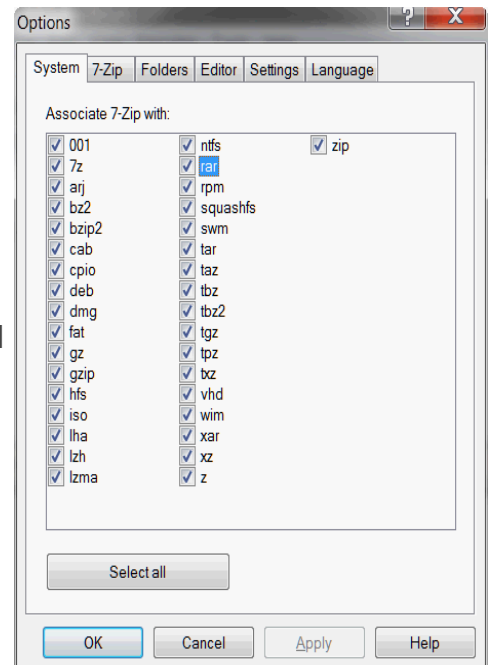 Options
? X
System 7-Zip Folders Editor Settings Language
Associate 7-Zip with:
001
7z
arj
bz2
bzip2
cab
cpio
deb
dmg
fat
gz
gzip
hfs
iso
lha
lzh
lzma
ntfs
rar
rpm
squashfs
swm
tar
taz
tbz
tbz2
tgz
tpz
txz
vhd
wim
xar
xz
z
zip
Select all
OK Cancel Apply Help